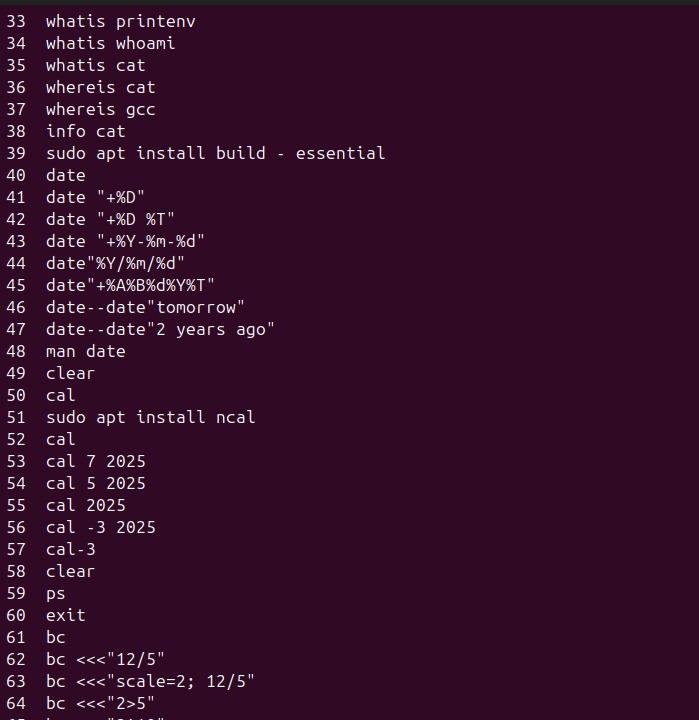 33 whatis printenv
34 whatis whoami
35 whatis cat
36 whereis cat
37 whereis gcc
38 info cat
39 sudo apt install build - essential
40 date
41 date "+%D"
42 date "+%D %T"
43 date "+%Y-%m-%d"
44 date"%Y/%m/%d"
45 date"+%A%B%d%Y%T"
46 date--date"tomorrow"
47 date--date"2 years ago"
48 man date
49 clear
50 cal
51 sudo apt install ncal
52 cal
53 cal 7 2025
54 cal 5 2025
55 cal 2025
56 cal -3 2025
57 cal-3
58 clear
59 ps
60 exit
61 bc
62 bc <<<"12/5"
63 bc <<<"scale=2; 12/5"
64 bc <<<"2>5"